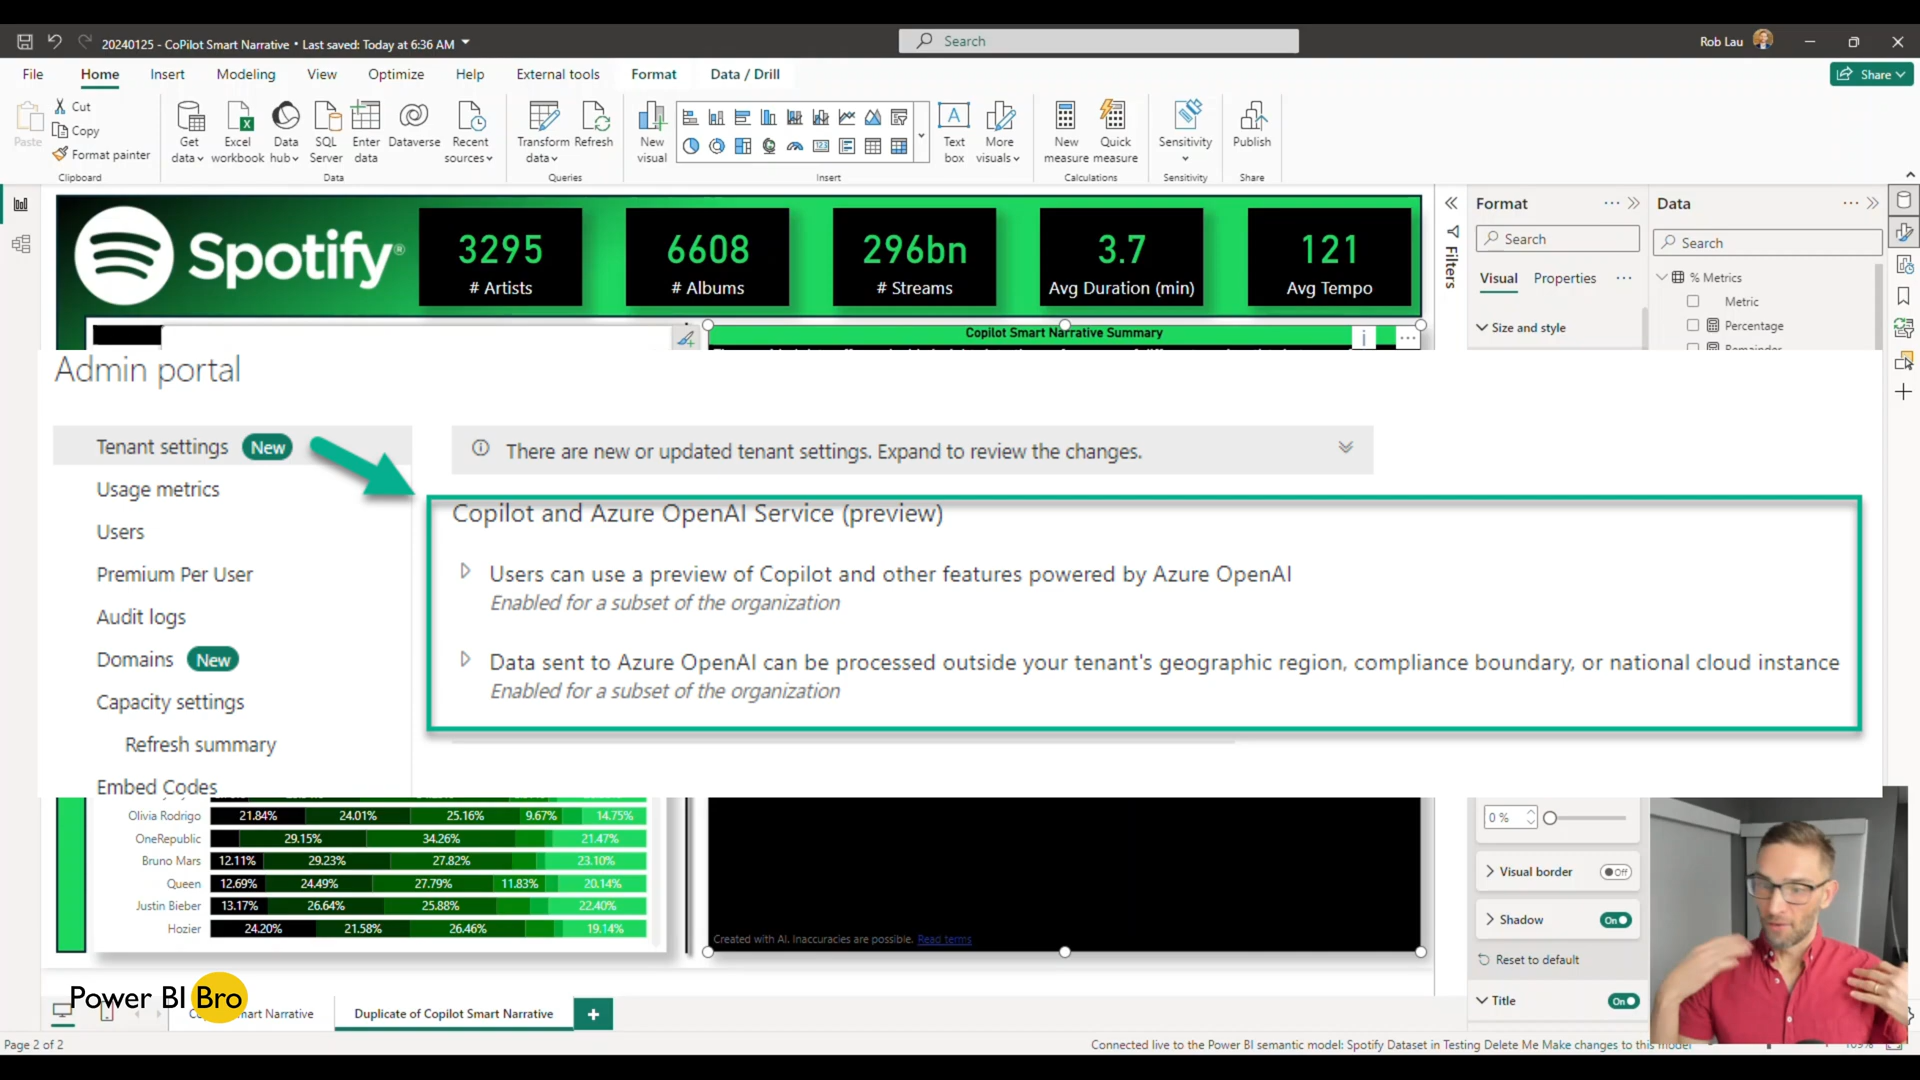 20240125 - CoPilot Smart Narrative • Last saved: Today at 6:36 AM
Search
Rob Lau
File Home Insert Modeling View Optimize Help External tools Format Data / Drill
Share
Paste
Cut
Copy
Format painter
Clipboard
Get data
Excel workbook
Data hub
SQL Server
Enter data
Dataverse
Recent sources
Data
Transform data
Refresh
Queries
New visual
Text box
More visuals
Insert
New measure
Quick measure
Calculations
Sensitivity
Sensitivity
Publish
Share
Spotify®
3295
# Artists
6608
# Albums
296bn
# Streams
3.7
Avg Duration (min)
121
Avg Tempo
Copilot Smart Narrative Summary
Filters
Format
Search
Visual Properties
Size and style
Data
Search
% Metrics
Metric
Percentage
Admin portal
Tenant settings New
Usage metrics
Users
Premium Per User
Audit logs
Domains New
Capacity settings
Refresh summary
Embed Codes
There are new or updated tenant settings. Expand to review the changes.
Copilot and Azure OpenAI Service (preview)
Users can use a preview of Copilot and other features powered by Azure OpenAI
Enabled for a subset of the organization
Data sent to Azure OpenAI can be processed outside your tenant's geographic region, compliance boundary, or national cloud instance
Enabled for a subset of the organization
Olivia Rodrigo 21.84% 24.01% 25.16% 9.67% 14.75%
OneRepublic 29.15% 34.26% 21.47%
Bruno Mars 12.11% 29.23% 27.82% 23.10%
Queen 12.69% 24.49% 27.79% 11.83% 20.14%
Justin Bieber 13.17% 26.64% 25.88% 22.40%
Hozier 24.20% 21.58% 26.46% 19.14%
Created with AI. Inaccuracies are possible. Read terms
0 %
Visual border Off
Shadow On
Reset to default
Title On
Power BI Bro
Narrative
Duplicate of Copilot Smart Narrative
Page 2 of 2
Connected live to the Power BI semantic model: Spotify Dataset in Testing Delete Me Make changes to this model